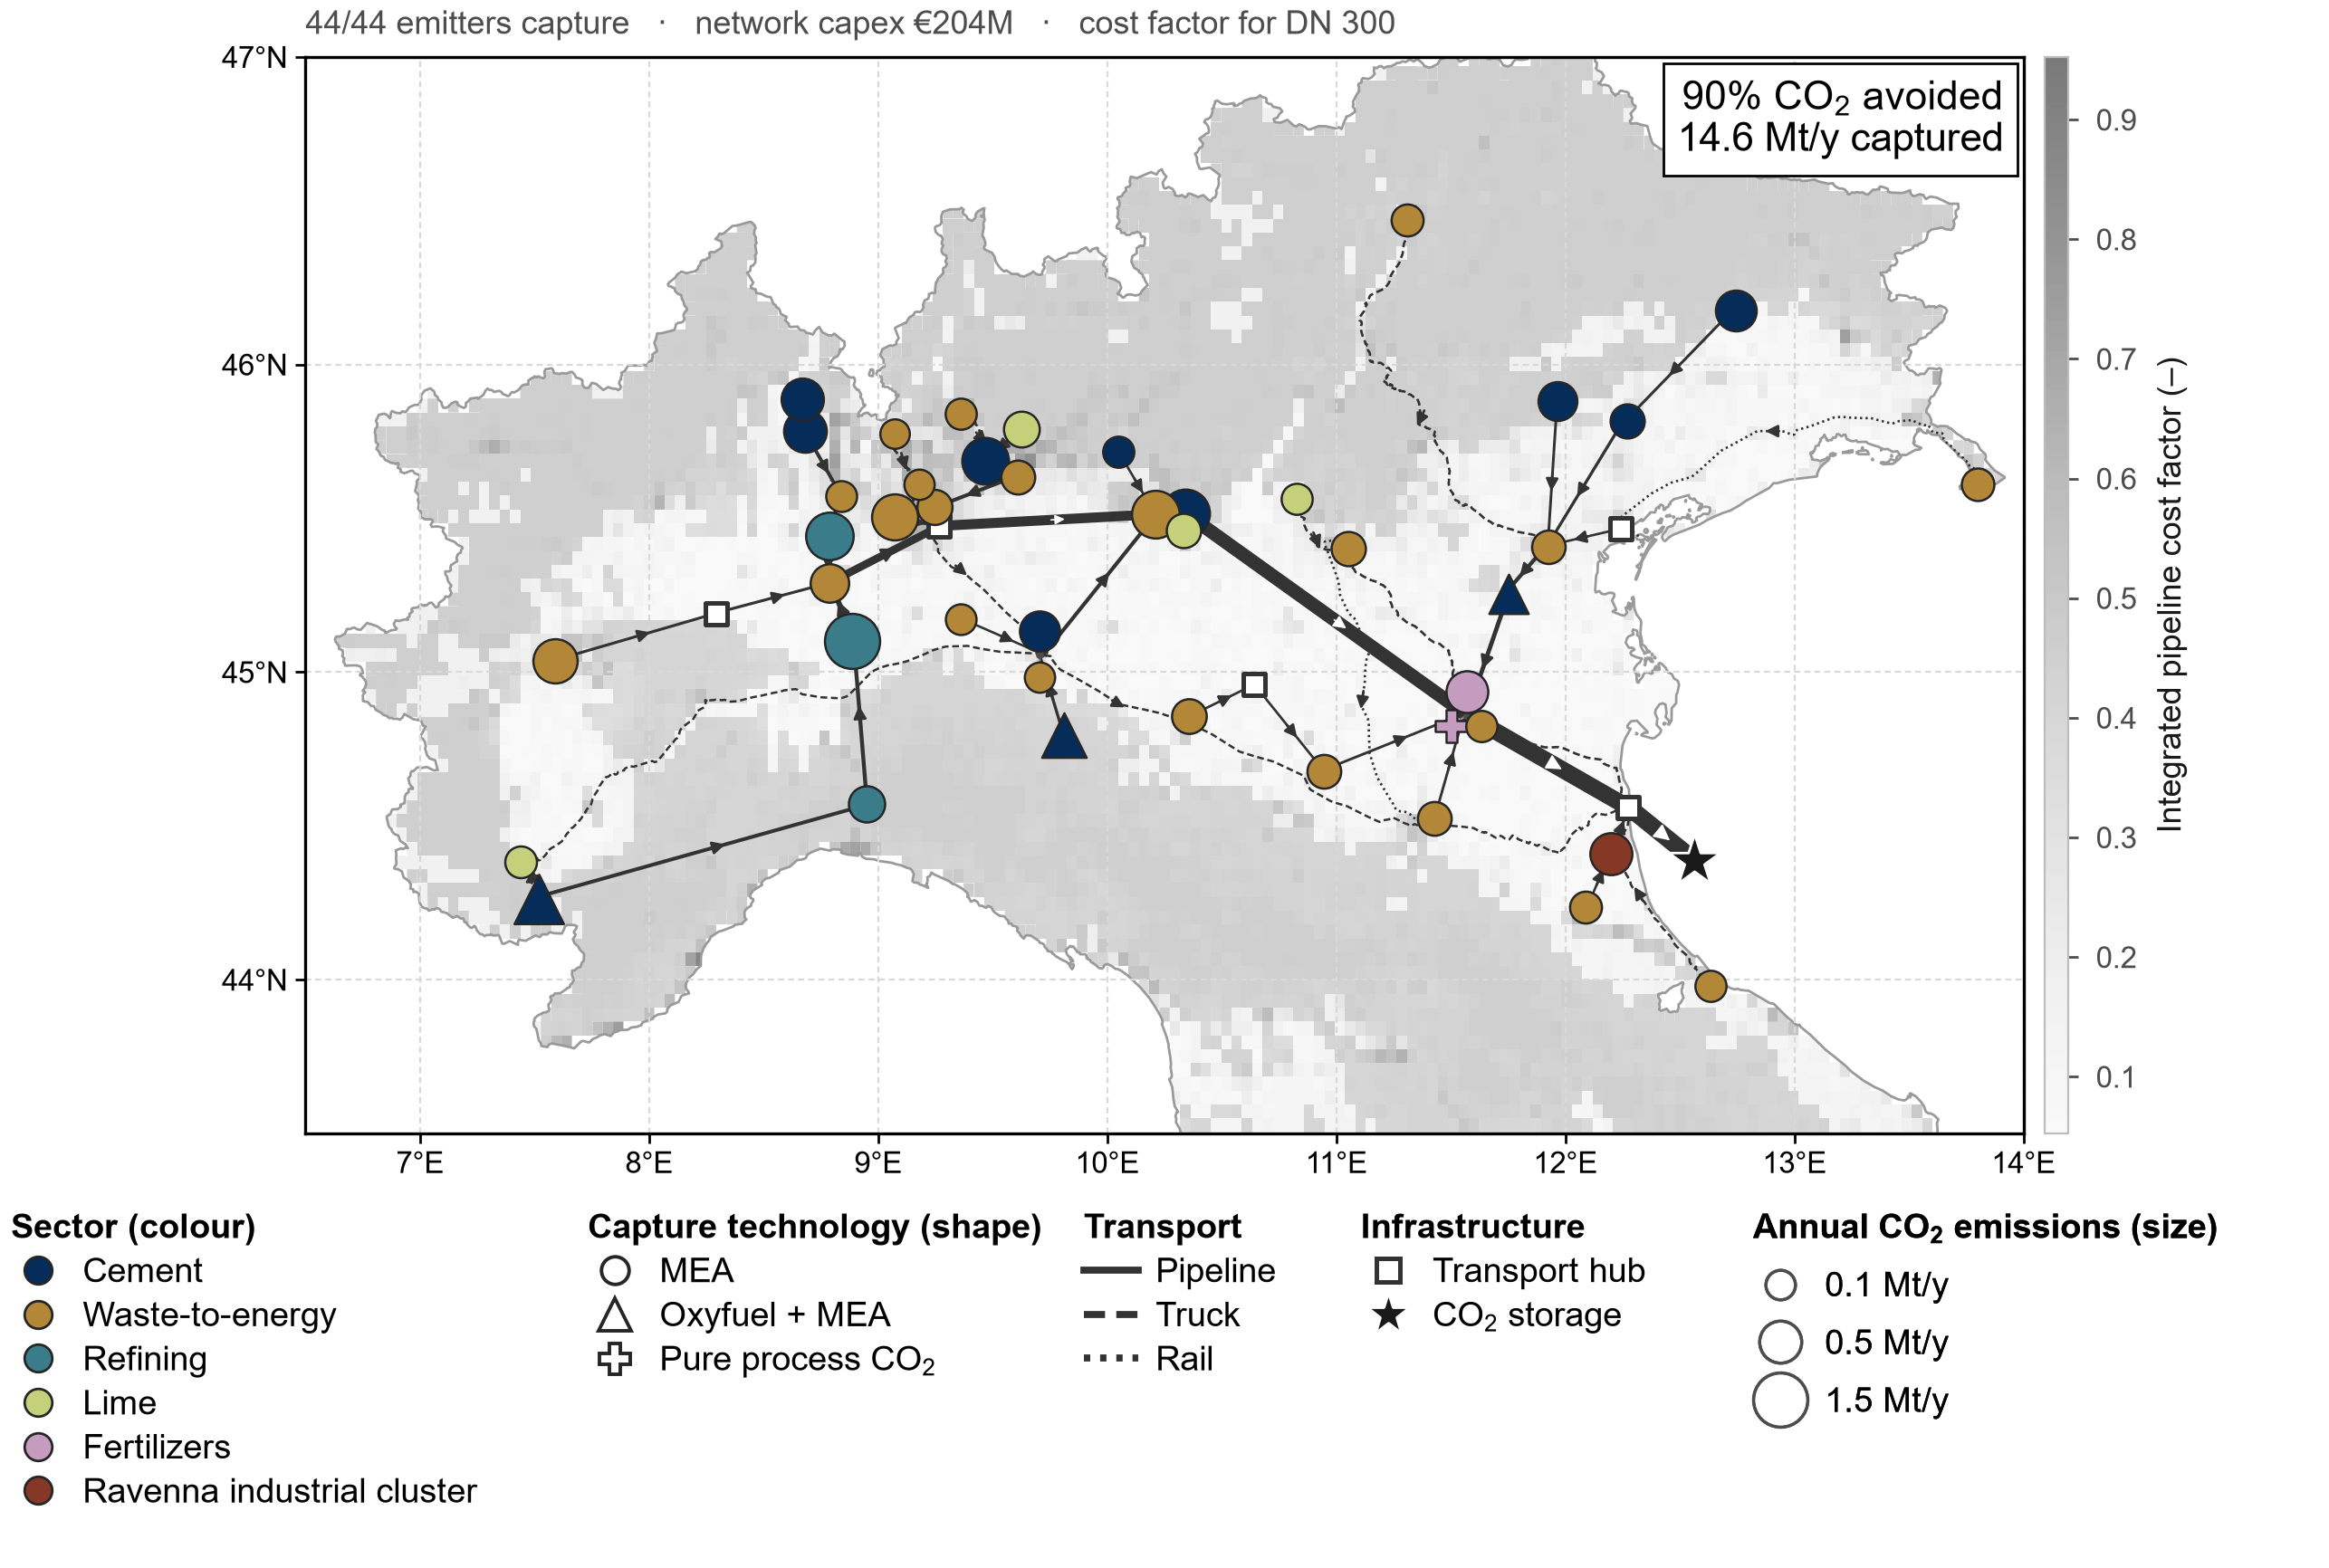 44/44 emitters capture · network capex €204M · cost factor for DN 300
90% CO₂ avoided
14.6 Mt/y captured
47°N
46°N
45°N
44°N
7°E
8°E
9°E
10°E
11°E
12°E
13°E
14°E
0.9
0.8
0.7
0.6
0.5
0.4
0.3
0.2
0.1
Integrated pipeline cost factor (–)
Sector (colour)
Cement
Waste-to-energy
Refining
Lime
Fertilizers
Ravenna industrial cluster
Capture technology (shape)
MEA
Oxyfuel + MEA
Pure process CO₂
Transport
Pipeline
Truck
Rail
Infrastructure
Transport hub
CO₂ storage
Annual CO₂ emissions (size)
0.1 Mt/y
0.5 Mt/y
1.5 Mt/y